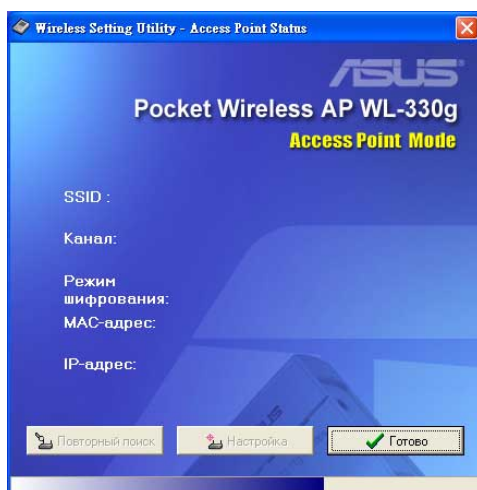 Wireless Setting Utility - Access Point Status
ASUS
Pocket Wireless AP WL-330g
Access Point Mode
SSID :
Канал:
Режим
шифрования:
MAC-адрес:
IP-адрес:
ASUS
Повторный поиск
Настройка
Готово